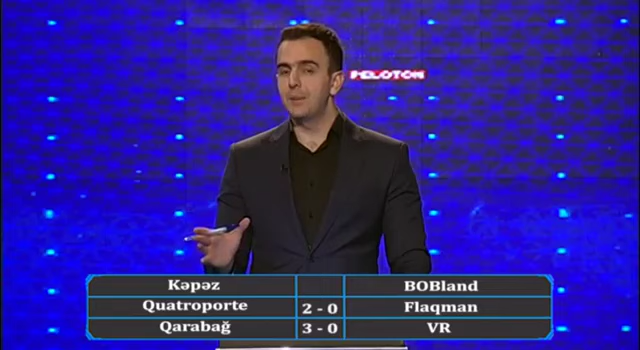 PELOTON
Kəpəz BOBland
Quatroporte 2 - 0 Flaqman
Qarabağ 3 - 0 VR